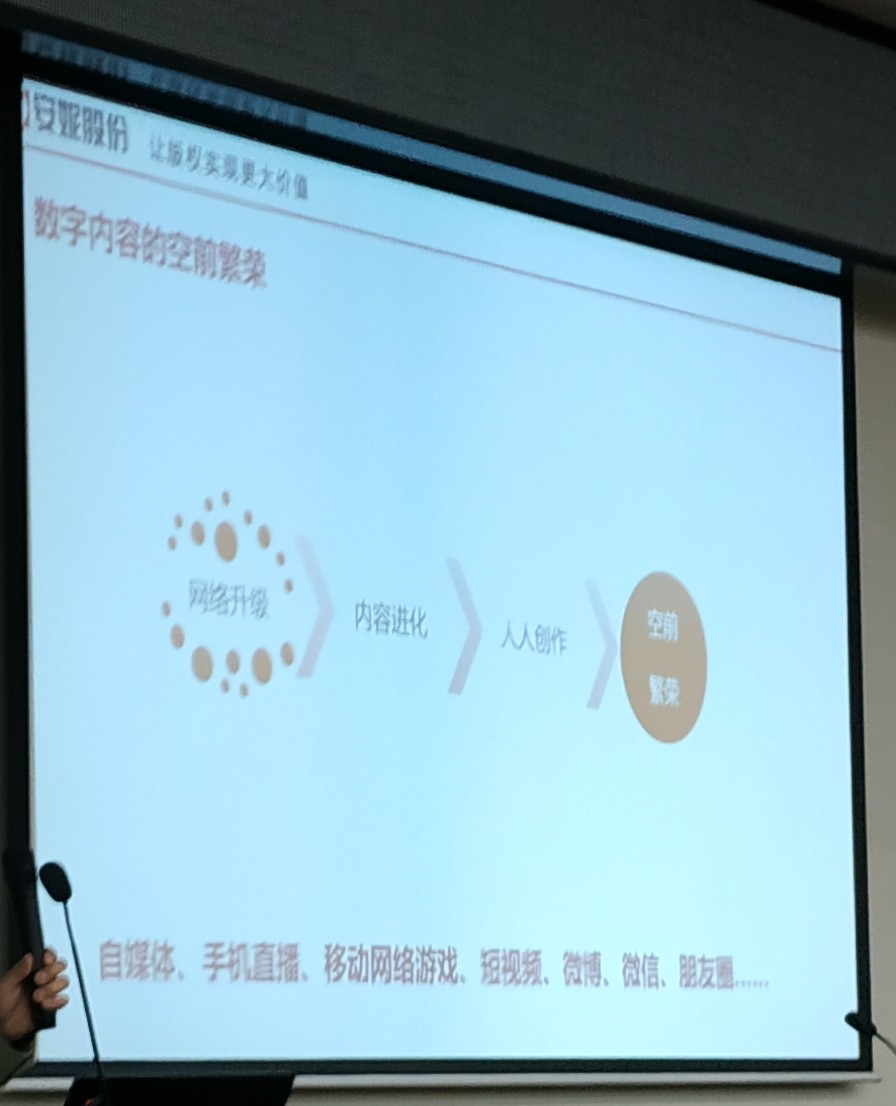 安妮股份 让版权实现更大价值
数字内容的空前繁荣
网络升级 内容进化 人人创作 空前
繁荣
自媒体、手机直播、移动网络游戏、短视频、微博、微信、朋友圈……